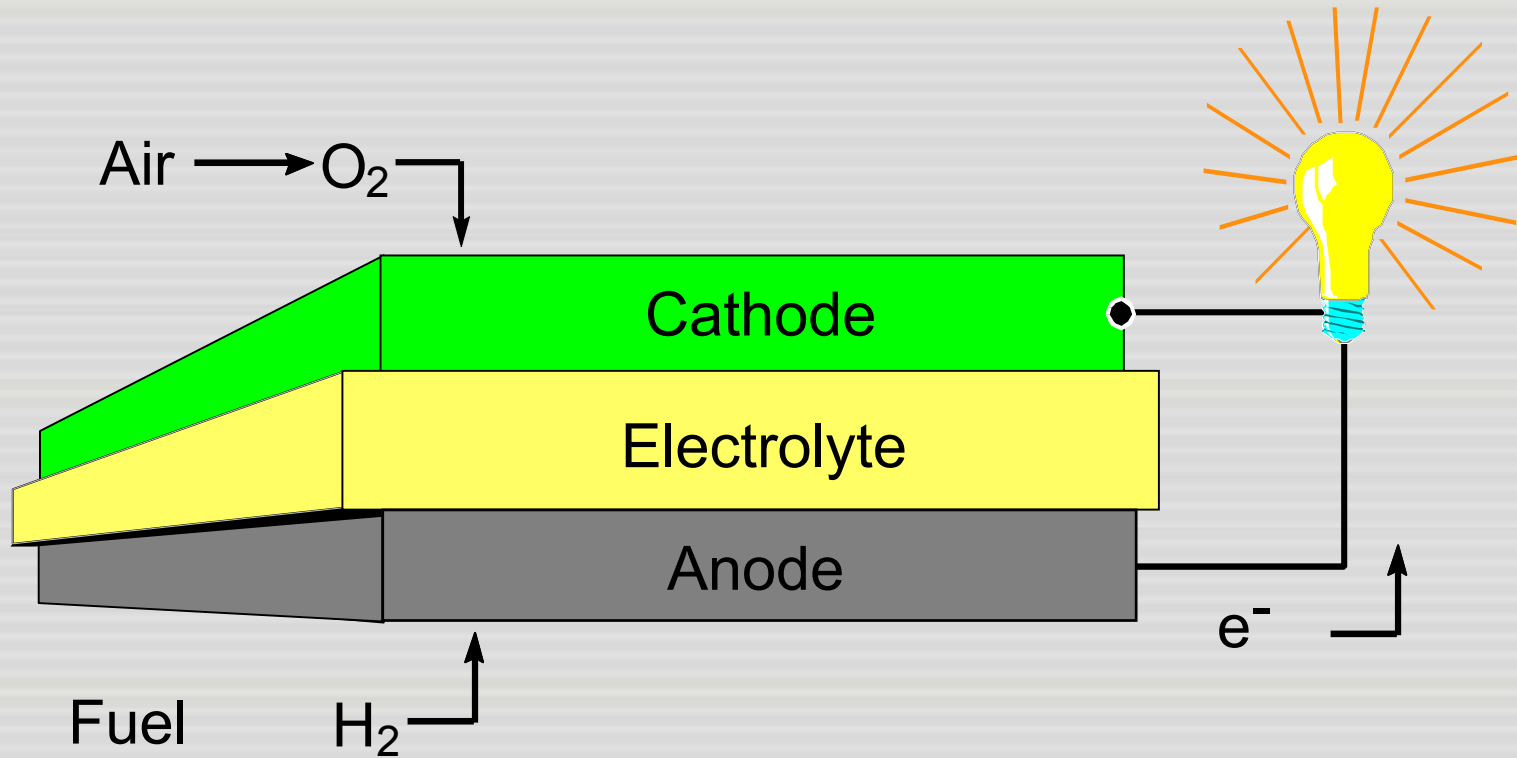 Air O₂
Cathode
Electrolyte
Anode
e⁻
Fuel H₂